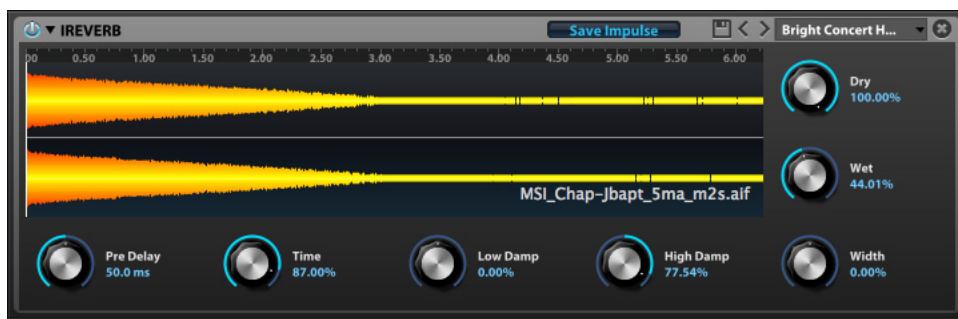 IREVERB
Save Impulse
Bright Concert H...
00 0.50 1.00 1.50 2.00 2.50 3.00 3.50 4.00 4.50 5.00 5.50 6.00
Dry
100.00%
Wet
44.01%
MSI_Chap-Jbapt_5ma_m2s.aif
Pre Delay
50.0 ms
Time
87.00%
Low Damp
0.00%
High Damp
77.54%
Width
0.00%